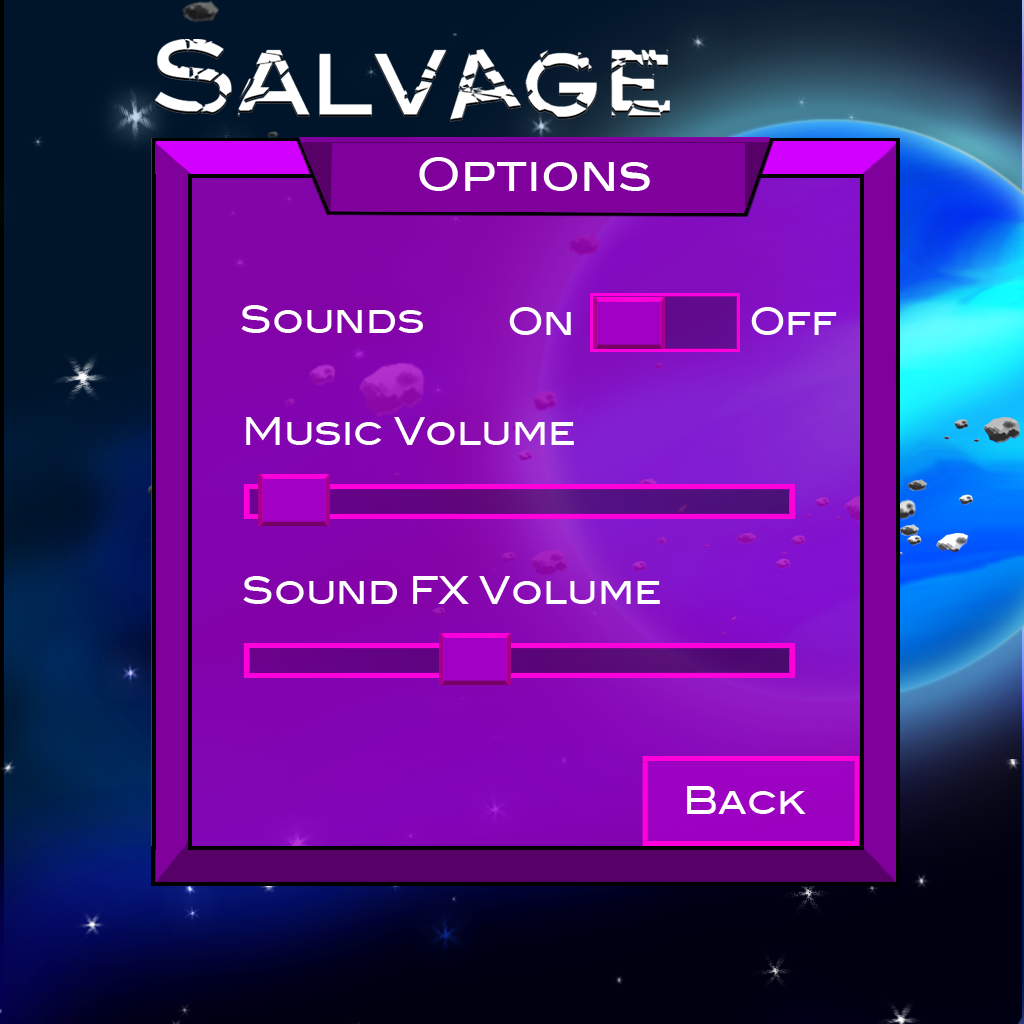 SALVAGE
OPTIONS
SOUNDS ON OFF
MUSIC VOLUME
SOUND FX VOLUME
BACK